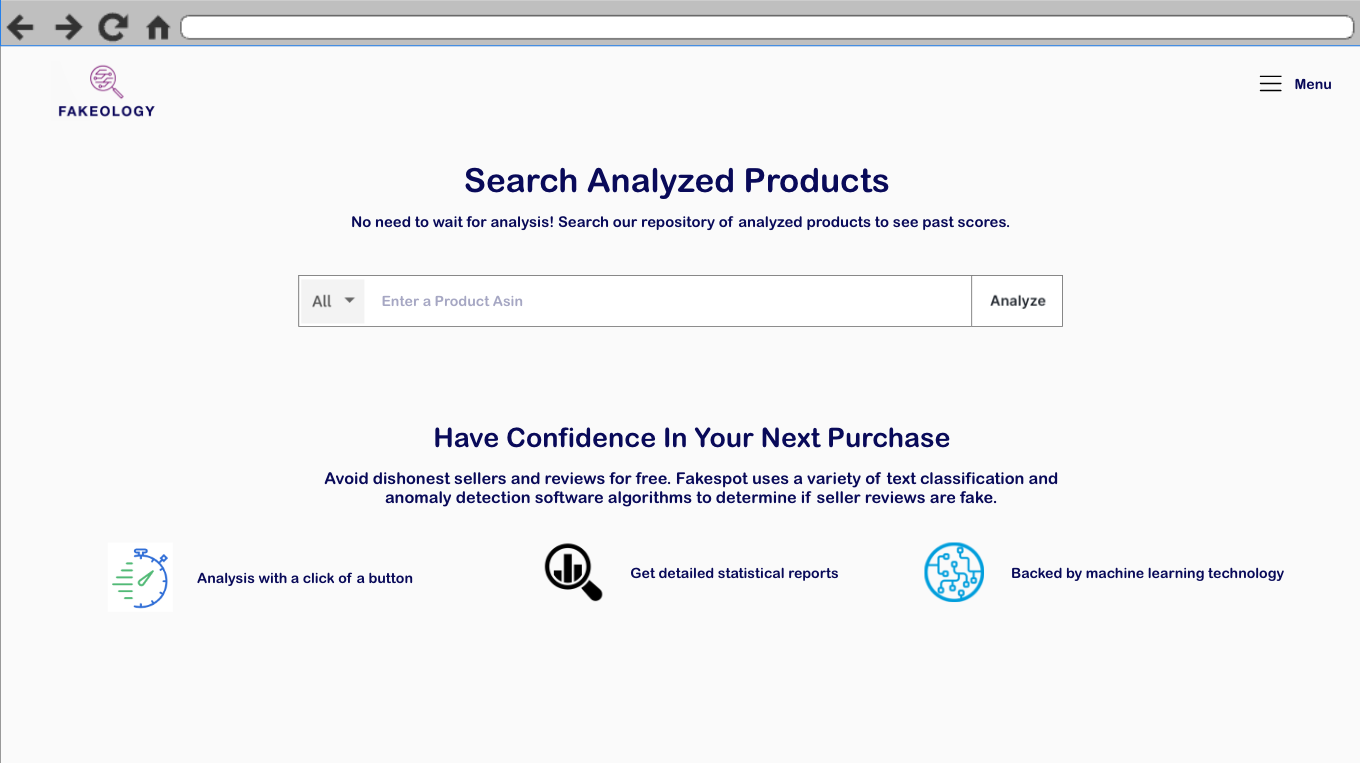 FAKEOLOGY
Menu
Search Analyzed Products
No need to wait for analysis! Search our repository of analyzed products to see past scores.
All
Enter a Product Asin
Analyze
Have Confidence In Your Next Purchase
Avoid dishonest sellers and reviews for free. Fakespot uses a variety of text classification and
anomaly detection software algorithms to determine if seller reviews are fake.
Analysis with a click of a button
Get detailed statistical reports
Backed by machine learning technology